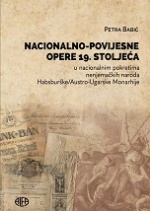 PETRA BABIĆ
NACIONALNO-POVIJESNE
OPERE 19. STOLJEĆA
u nacionalnim pokretima
nenjemačkih naroda
Habsburške/Austro-Ugarske Monarhije